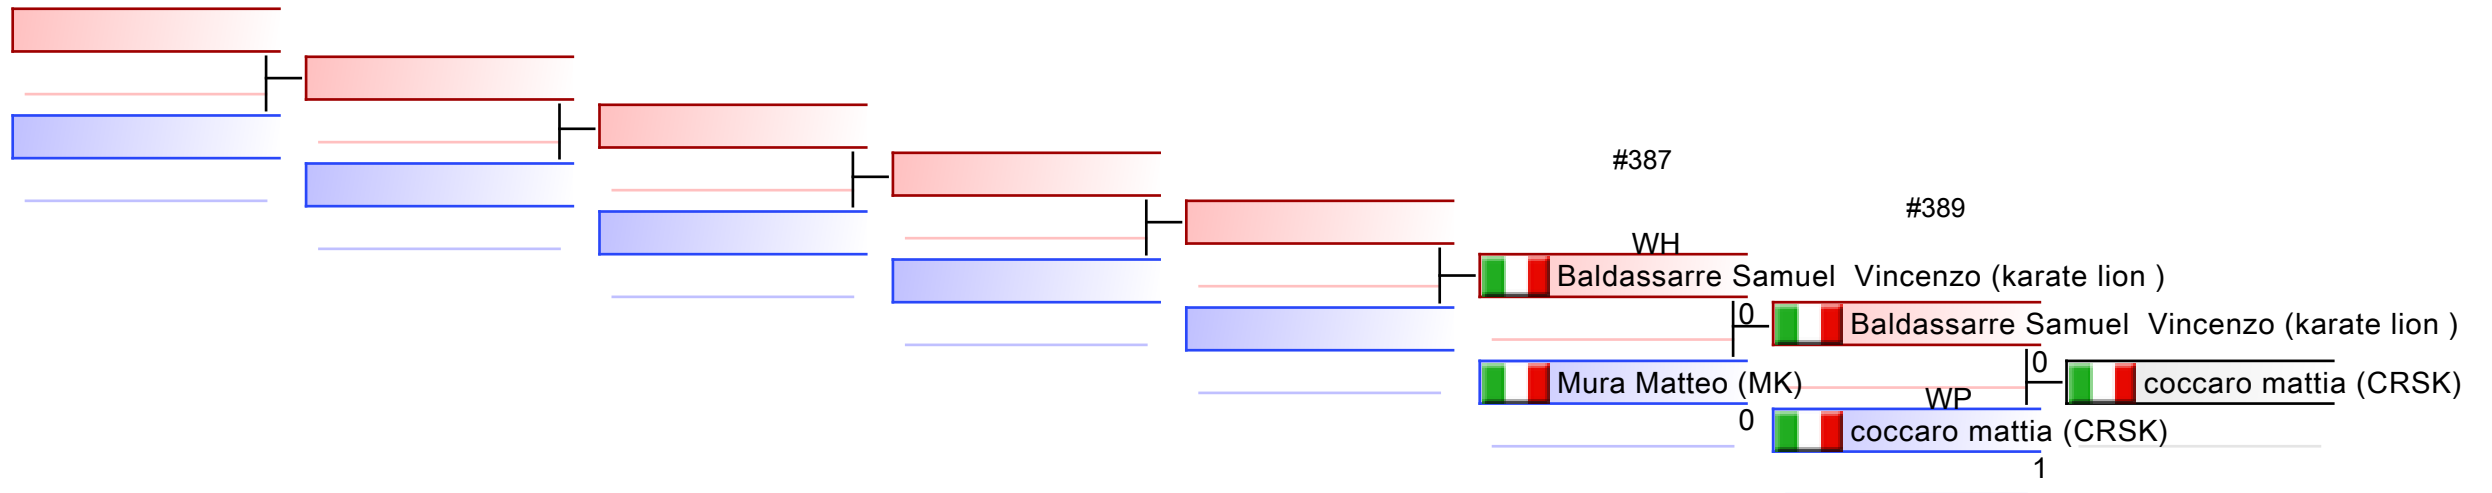 #387
#389
WH
Baldassarre Samuel  Vincenzo (karate lion )
0
Baldassarre Samuel  Vincenzo (karate lion )
Mura Matteo (MK)
0
0
coccaro mattia (CRSK)
WP
coccaro mattia (CRSK)
1